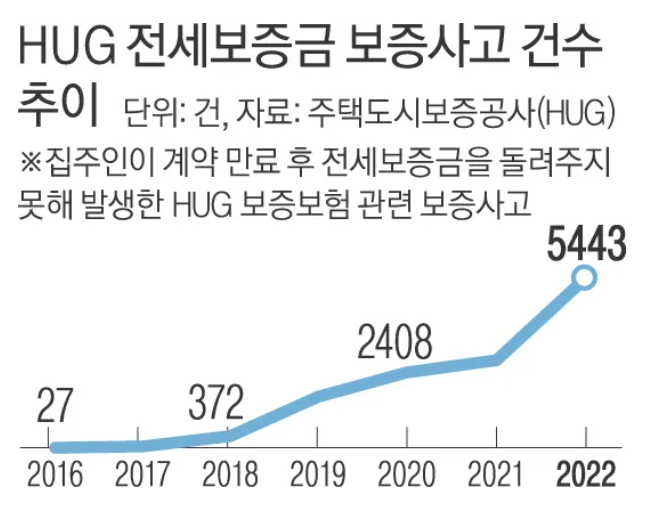 HUG 전세보증금 보증사고 건수
추이 단위: 건, 자료: 주택도시보증공사(HUG)
※집주인이 계약 만료 후 전세보증금을 돌려주지
못해 발생한 HUG 보증보험 관련 보증사고
5443
2408
372
27
2016 2017 2018 2019 2020 2021 2022